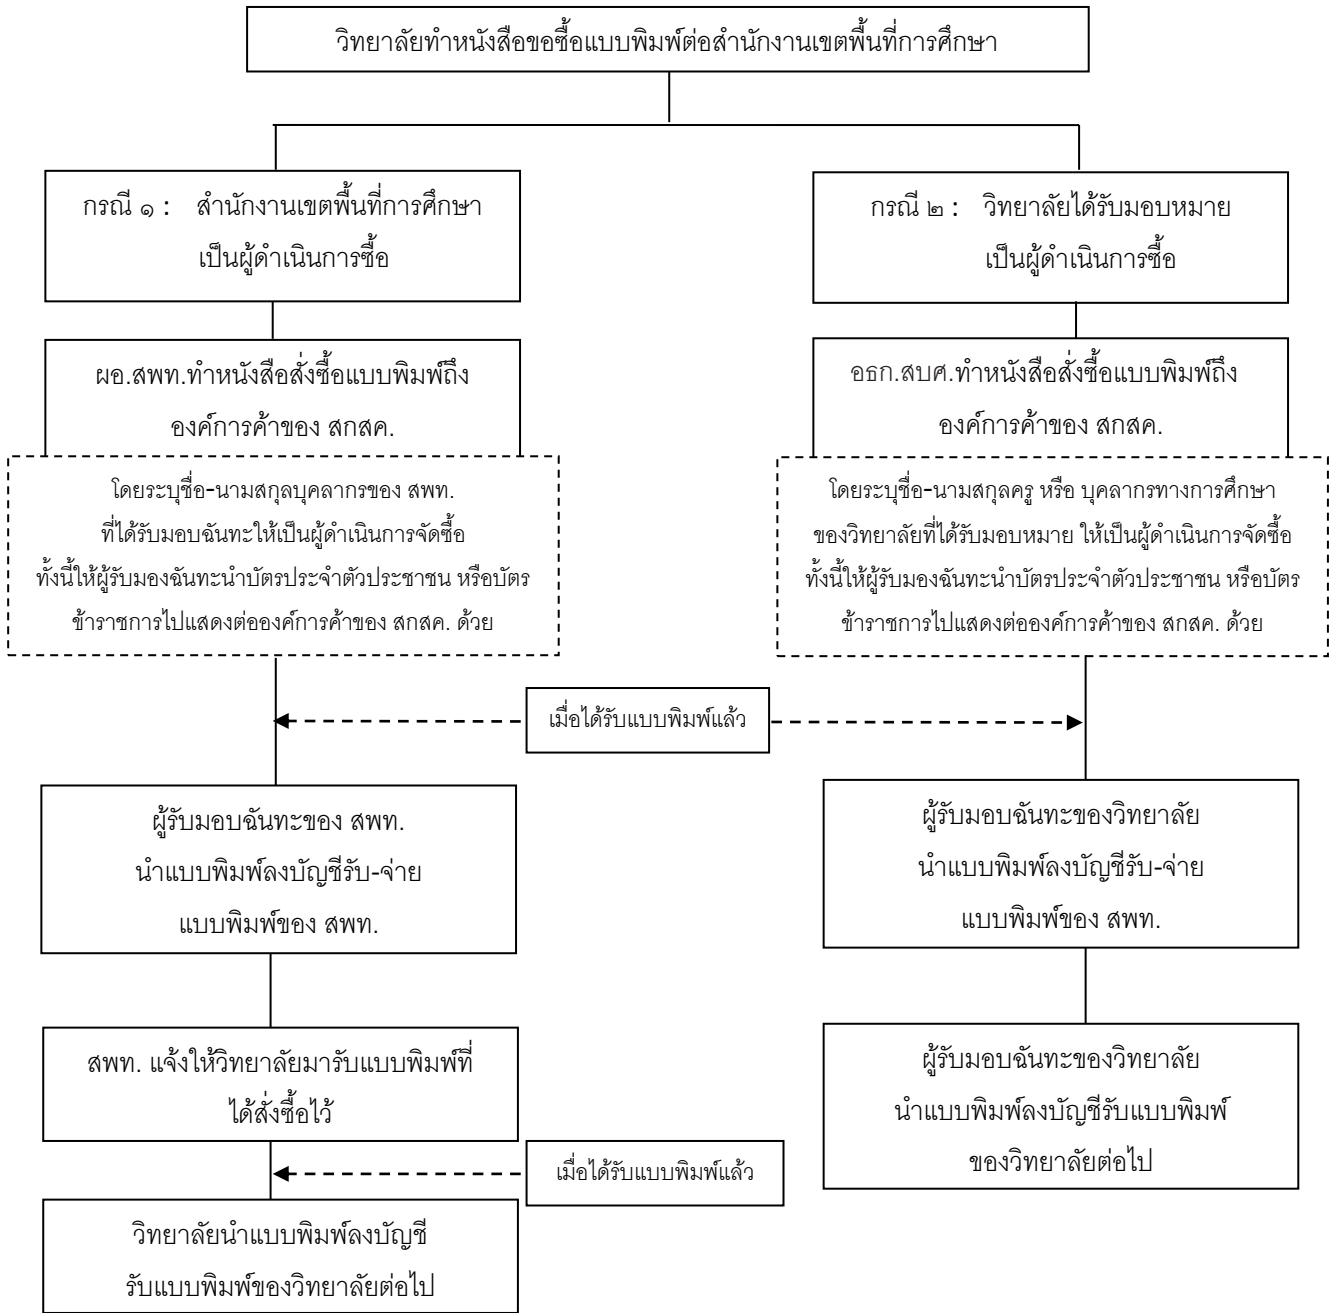 วิทยาลัยทำหนังสือขอซื้อแบบพิมพ์ต่อสำนักงานเขตพื้นที่การศึกษา
กรณี ๑ : สำนักงานเขตพื้นที่การศึกษา
เป็นผู้ดำเนินการซื้อ
กรณี ๒ : วิทยาลัยได้รับมอบหมาย
เป็นผู้ดำเนินการซื้อ
ผอ.สพท.ทำหนังสือสั่งซื้อแบบพิมพ์ถึง
องค์การค้าของ สกสค.
อธก.สบศ.ทำหนังสือสั่งซื้อแบบพิมพ์ถึง
องค์การค้าของ สกสค.
โดยระบุชื่อ-นามสกุลบุคลากรของ สพท.
ที่ได้รับมอบฉันทะให้เป็นผู้ดำเนินการจัดซื้อ
ทั้งนี้ให้ผู้รับมองฉันทะนำบัตรประจำตัวประชาชน หรือบัตร
ข้าราชการไปแสดงต่อองค์การค้าของ สกสค. ด้วย
โดยระบุชื่อ-นามสกุลครู หรือ บุคลากรทางการศึกษา
ของวิทยาลัยที่ได้รับมอบหมาย ให้เป็นผู้ดำเนินการจัดซื้อ
ทั้งนี้ให้ผู้รับมองฉันทะนำบัตรประจำตัวประชาชน หรือบัตร
ข้าราชการไปแสดงต่อองค์การค้าของ สกสค. ด้วย
เมื่อได้รับแบบพิมพ์แล้ว
ผู้รับมอบฉันทะของ สพท.
นำแบบพิมพ์ลงบัญชีรับ-จ่าย
แบบพิมพ์ของ สพท.
ผู้รับมอบฉันทะของวิทยาลัย
นำแบบพิมพ์ลงบัญชีรับ-จ่าย
แบบพิมพ์ของ สพท.
สพท. แจ้งให้วิทยาลัยมารับแบบพิมพ์ที่
ได้สั่งซื้อไว้
ผู้รับมอบฉันทะของวิทยาลัย
นำแบบพิมพ์ลงบัญชีรับแบบพิมพ์
ของวิทยาลัยต่อไป
เมื่อได้รับแบบพิมพ์แล้ว
วิทยาลัยนำแบบพิมพ์ลงบัญชี
รับแบบพิมพ์ของวิทยาลัยต่อไป